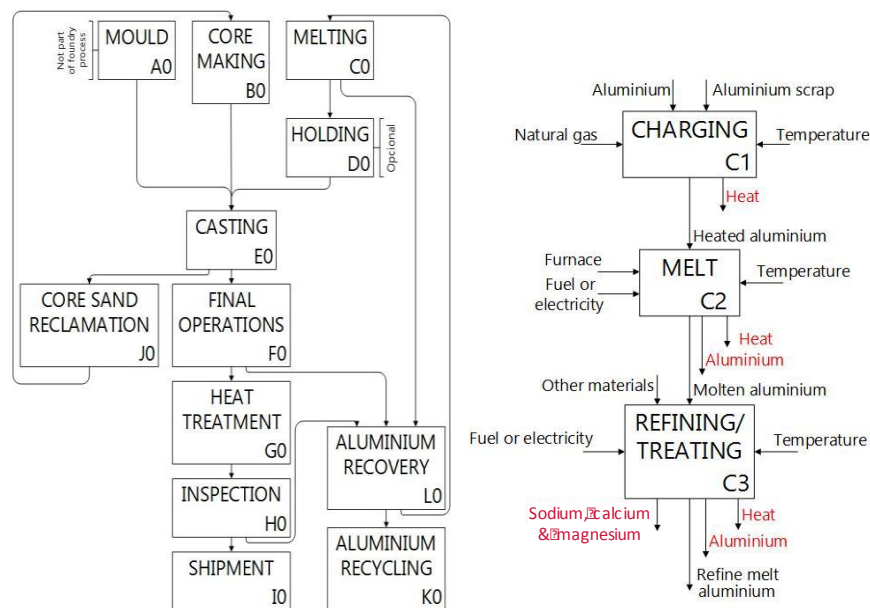 Not part
of foundry
process
MOULD
A0
CORE
MAKING
B0
MELTING
C0
HOLDING
D0
Opcional
CASTING
E0
CORE SAND
RECLAMATION
J0
FINAL
OPERATIONS
F0
HEAT
TREATMENT
G0
ALUMINIUM
RECOVERY
L0
INSPECTION
H0
SHIPMENT
I0
ALUMINIUM
RECYCLING
K0
Aluminium
Aluminium scrap
Natural gas
CHARGING
C1
Temperature
Heat
Heated aluminium
Furnace
Fuel or
electricity
MELT
C2
Temperature
Heat
Aluminium
Other materials
Molten aluminium
Fuel or electricity
REFINING/
TREATING
C3
Temperature
Sodium, calcium
& magnesium
Heat
Aluminium
Refine melt
aluminium